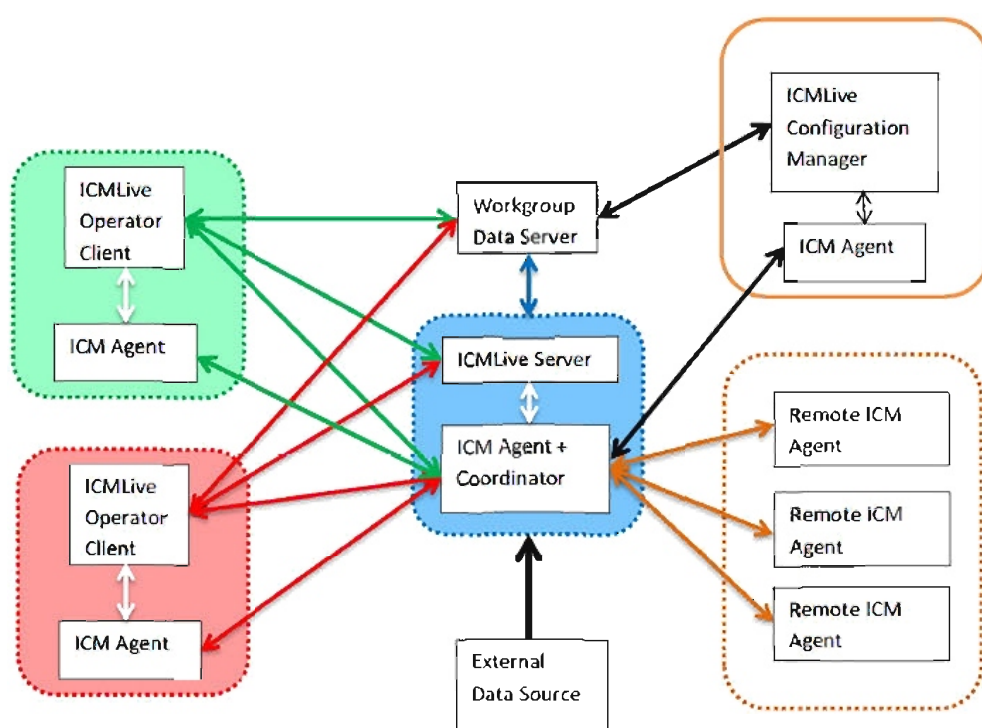 ICMLive
Configuration
Manager
ICM Agent
ICMLive
Operator
Client
ICM Agent
Workgroup
Data Server
ICMLive Server
ICM Agent +
Coordinator
ICMLive
Operator
Client
ICM Agent
Remote ICM
Agent
Remote ICM
Agent
Remote ICM
Agent
External
Data Source